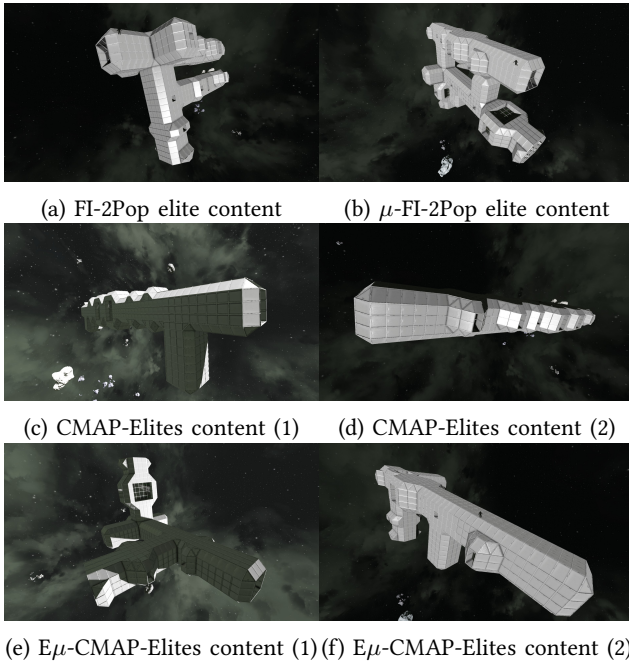 (a) FI-2Pop elite content
(b) μ-FI-2Pop elite content
(c) CMAP-Elites content (1)
(d) CMAP-Elites content (2)
(e) Eμ-CMAP-Elites content (1)
(f) Eμ-CMAP-Elites content (2)